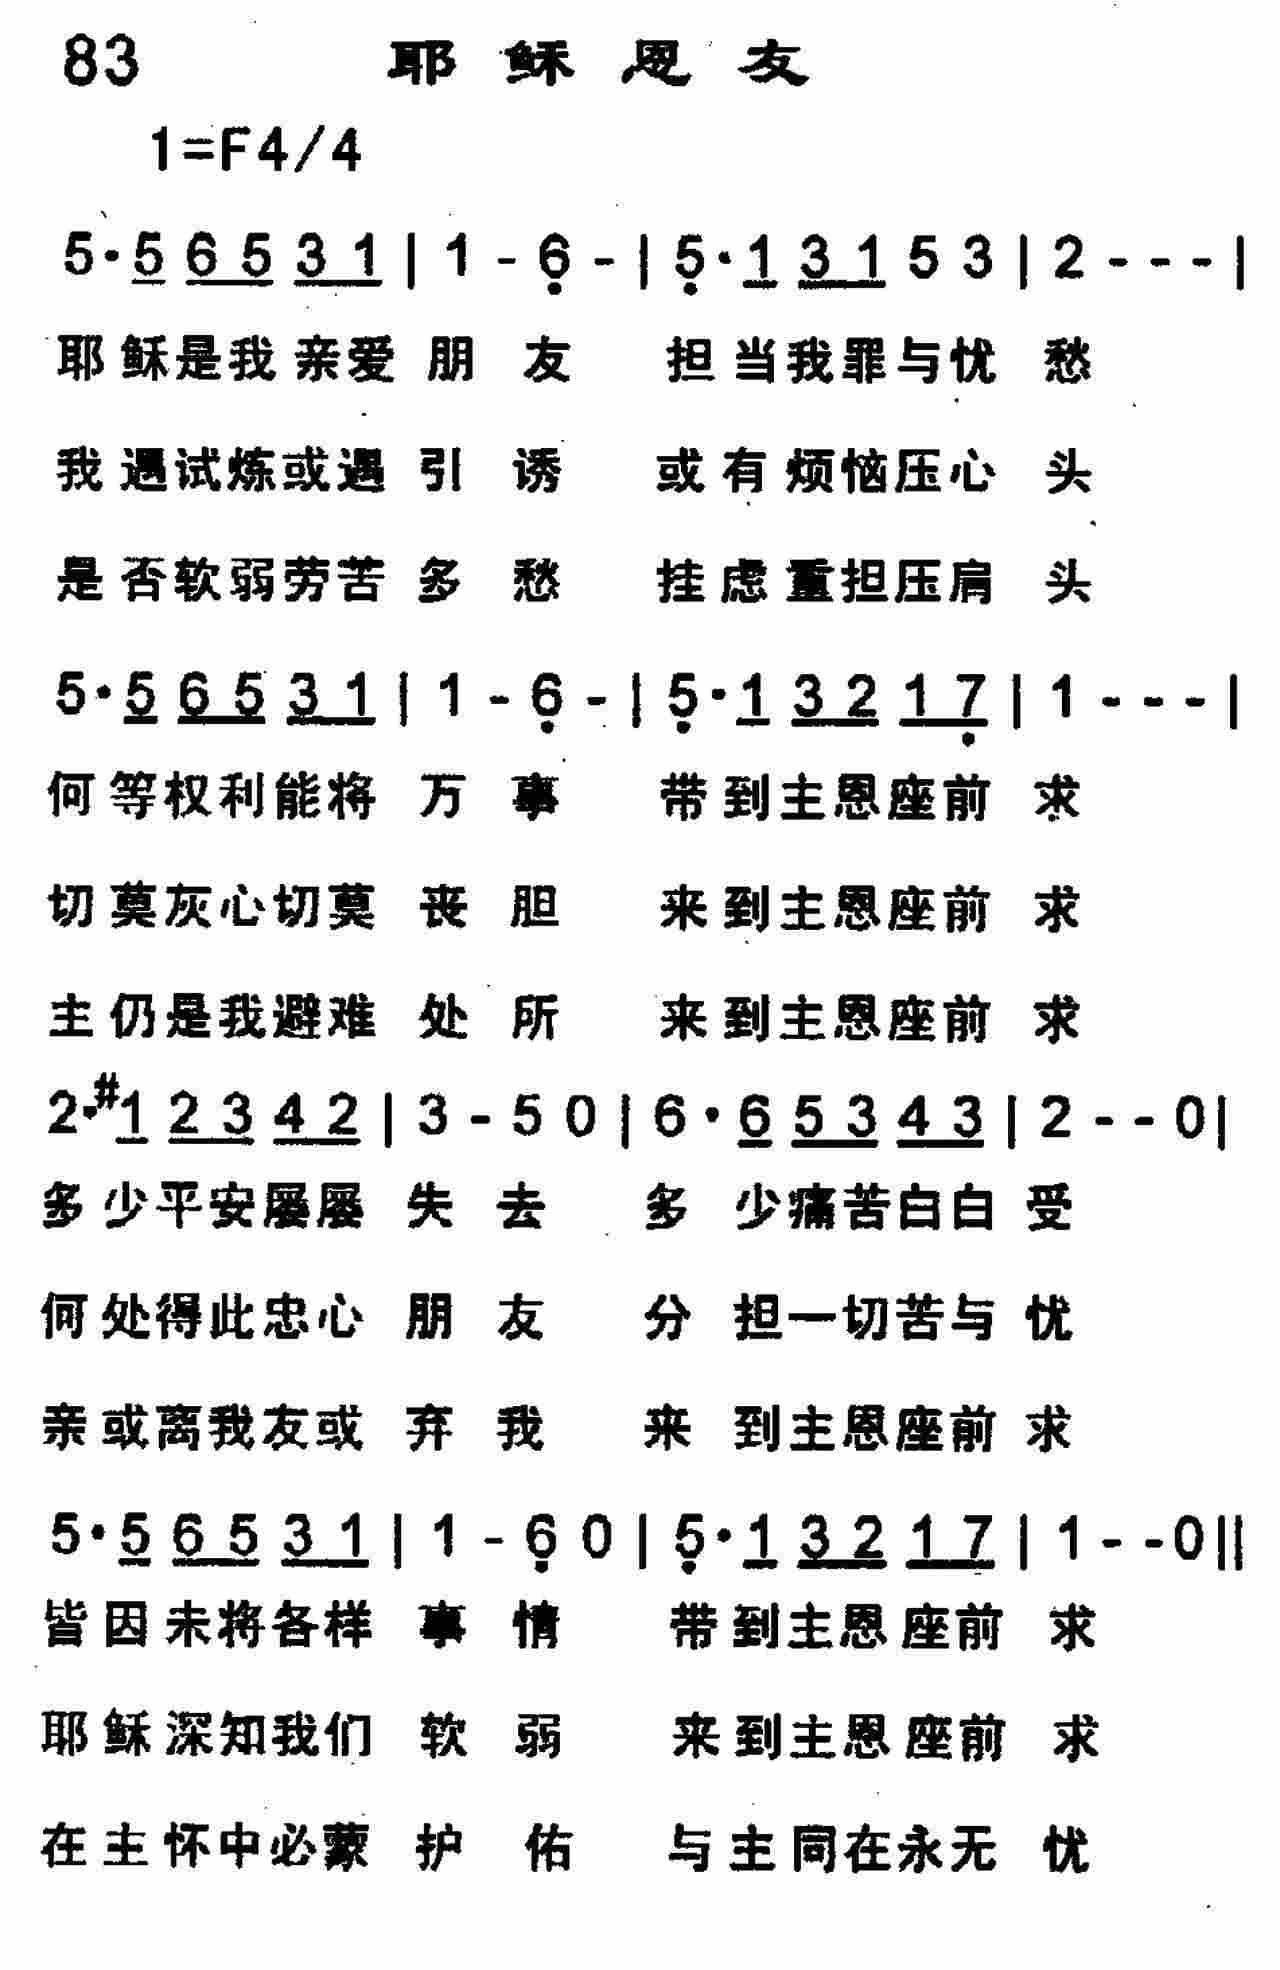 83 耶稣恩友
1=F4/4
5·5 6 5 3 1 | 1 - 6 - | 5·1 3 1 5 3 | 2 - - - |
耶稣是我亲爱朋友 担当我罪与忧愁
我遇试炼或遇引诱 或有烦恼压心头
是否软弱劳苦多愁 挂虑重担压肩头
5·5 6 5 3 1 | 1 - 6 - | 5·1 3 2 1 7 | 1 - - - |
何等权利能将万事 带到主恩座前求
切莫灰心切莫丧胆 来到主恩座前求
主仍是我避难处所 来到主恩座前求
2·#1 2 3 4 2 | 3 - 5 0 | 6·6 5 3 4 3 | 2 - - 0 |
多少平安屡屡失去 多少痛苦白白受
何处得此忠心朋友 分担一切苦与忧
亲或离我友或弃我 来到主恩座前求
5·5 6 5 3 1 | 1 - 6 0 | 5·1 3 2 1 7 | 1 - - 0 ||
皆因未将各样事情 带到主恩座前求
耶稣深知我们软弱 来到主恩座前求
在主怀中必蒙护佑 与主同在永无忧